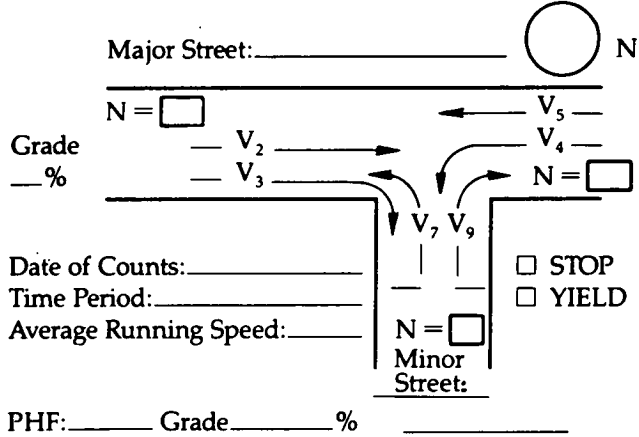 Major Street: N
N =
V5
Grade V2 V4
% V3 N =
V7 V9
Date of Counts: STOP
Time Period: YIELD
Average Running Speed: N =
Minor
Street:
PHF: Grade %